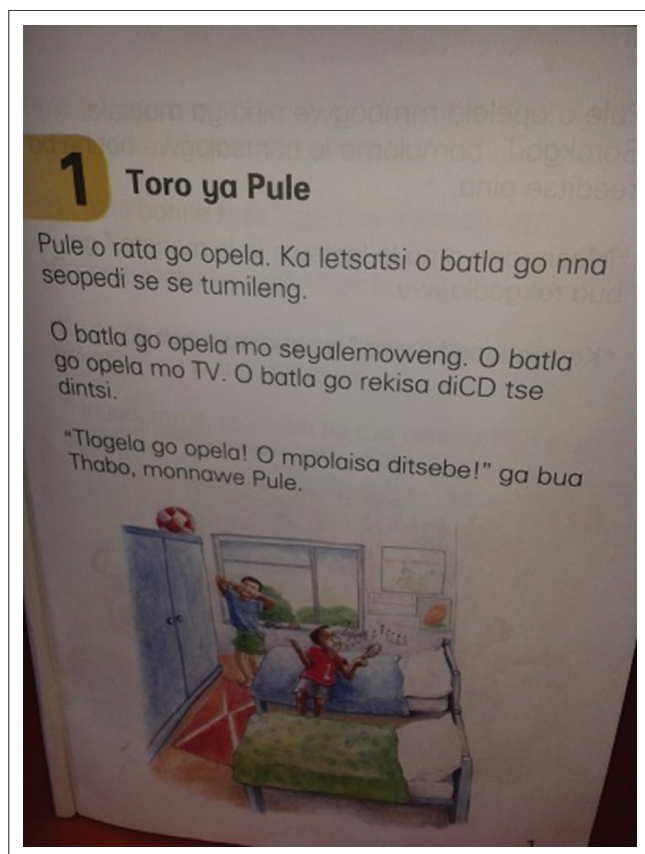 1
Toro ya Pule
Pule o rata go opela. Ka letsatsi o batla go nna
seopedi se se tumileng.
O batla go opela mo seyalemoweng. O batla
go opela mo TV. O batla go rekisa diCD tse
dintsi.
“Tlogela go opela! O mpolaisa ditsebe!” ga bua
Thabo, monnawe Pule.